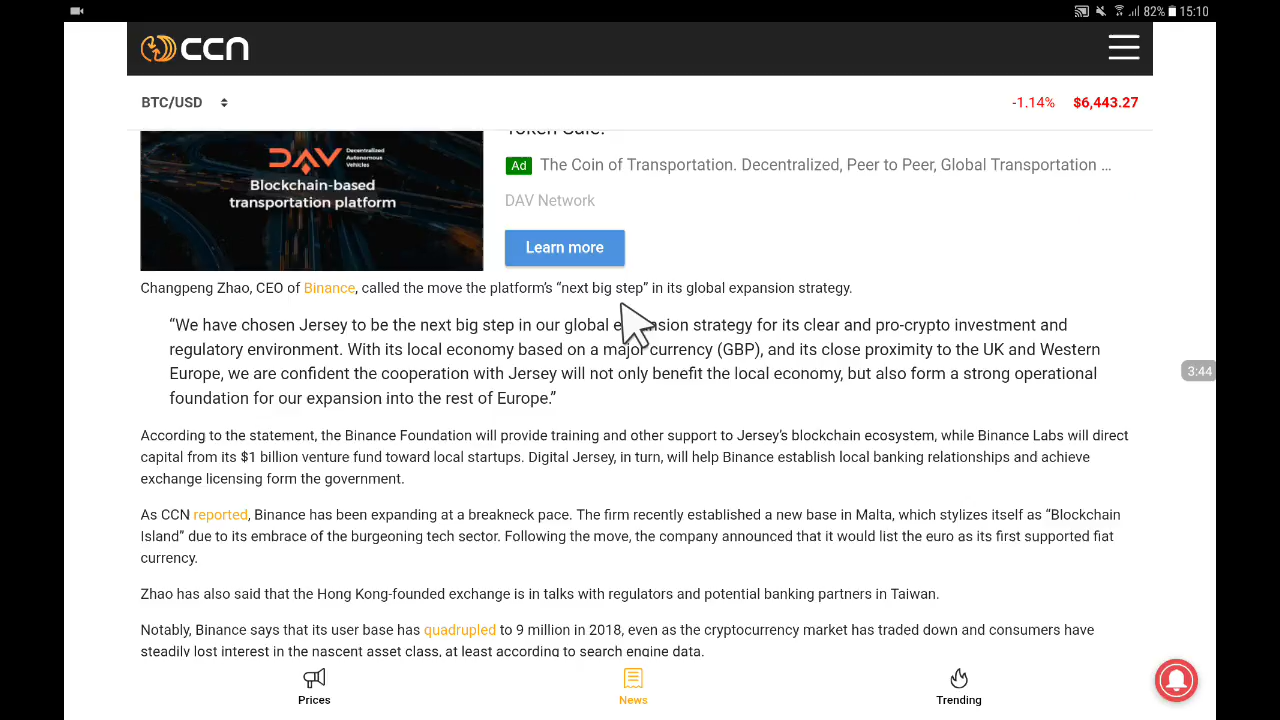 82% 15:10
CCN
BTC/USD -1.14% $6,443.27
Token Sale!
DAV Decentralized Autonomous Vehicles
Blockchain-based
transportation platform
Ad The Coin of Transportation. Decentralized, Peer to Peer, Global Transportation ...
DAV Network
Learn more
Changpeng Zhao, CEO of Binance, called the move the platform's “next big step” in its global expansion strategy.
“We have chosen Jersey to be the next big step in our global e sion strategy for its clear and pro-crypto investment and
regulatory environment. With its local economy based on a major currency (GBP), and its close proximity to the UK and Western
Europe, we are confident the cooperation with Jersey will not only benefit the local economy, but also form a strong operational
foundation for our expansion into the rest of Europe.”
3:44
According to the statement, the Binance Foundation will provide training and other support to Jersey's blockchain ecosystem, while Binance Labs will direct
capital from its $1 billion venture fund toward local startups. Digital Jersey, in turn, will help Binance establish local banking relationships and achieve
exchange licensing form the government.
As CCN reported, Binance has been expanding at a breakneck pace. The firm recently established a new base in Malta, which stylizes itself as “Blockchain
Island” due to its embrace of the burgeoning tech sector. Following the move, the company announced that it would list the euro as its first supported fiat
currency.
Zhao has also said that the Hong Kong-founded exchange is in talks with regulators and potential banking partners in Taiwan.
Notably, Binance says that its user base has quadrupled to 9 million in 2018, even as the cryptocurrency market has traded down and consumers have
steadily lost interest in the nascent asset class, at least according to search engine data.
Prices News Trending